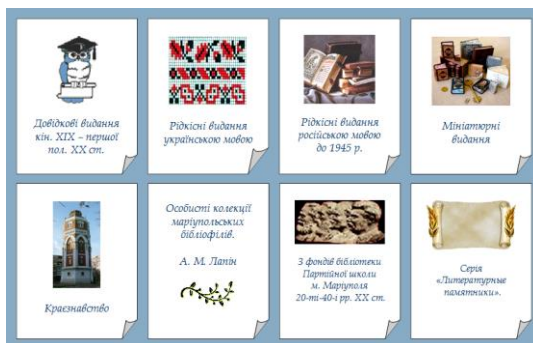 Довідкові видання
кін. XIX – першої
пол. XX ст.
Рідкісні видання
українською мовою
Рідкісні видання
російською мовою
до 1945 р.
Мініатюрні
видання
Краєзнавство
Особисті колекції
маріупольських
бібліофілів.
А. М. Лапін
З фондів бібліотеки
Партійної школи
м. Маріуполя
20-ті-40-і рр. XX ст.
Серія
«Литературные
памятники».